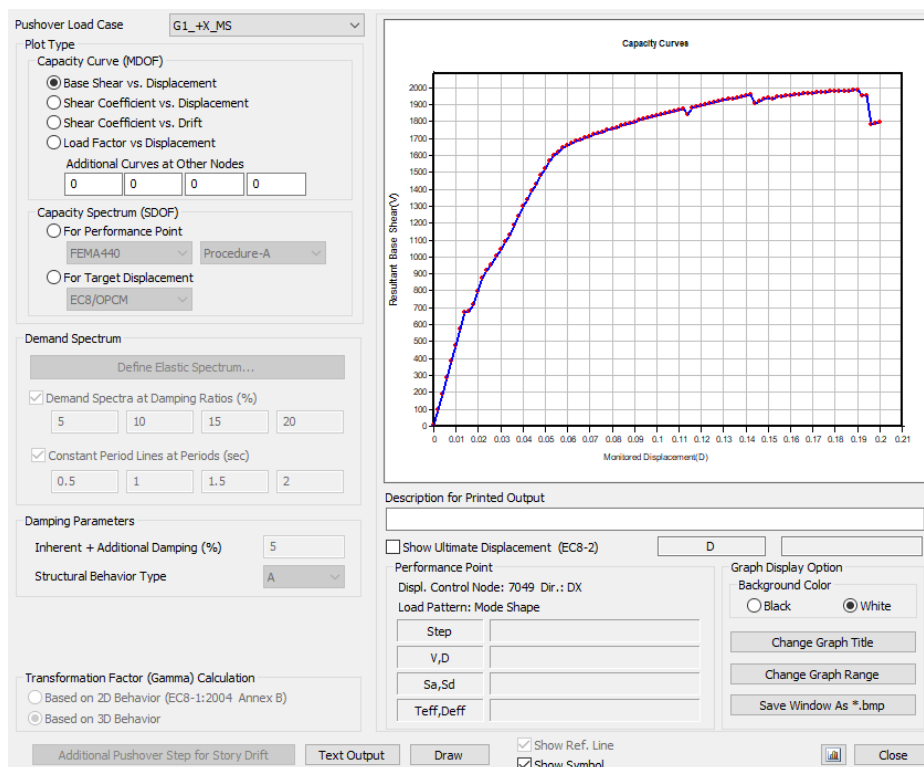 Pushover Load Case
G1_+X_MS
Plot Type
Capacity Curve (MDOF)
Base Shear vs. Displacement
Shear Coefficient vs. Displacement
Shear Coefficient vs. Drift
Load Factor vs Displacement
Additional Curves at Other Nodes
0 0 0 0
Capacity Spectrum (SDOF)
For Performance Point
FEMA440 Procedure-A
For Target Displacement
EC8/OPCM
Demand Spectrum
Define Elastic Spectrum...
Demand Spectra at Damping Ratios (%)
5 10 15 20
Constant Period Lines at Periods (sec)
0.5 1 1.5 2
Damping Parameters
Inherent + Additional Damping (%) 5
Structural Behavior Type A
Transformation Factor (Gamma) Calculation
Based on 2D Behavior (EC8-1:2004 Annex B)
Based on 3D Behavior
Additional Pushover Step for Story Drift
Text Output
Draw
Capacity Curves
Resultant Base Shear(V)
2000
1900
1800
1700
1600
1500
1400
1300
1200
1100
1000
900
800
700
600
500
400
300
200
100
0
0 0.01 0.02 0.03 0.04 0.05 0.06 0.07 0.08 0.09 0.1 0.11 0.12 0.13 0.14 0.15 0.16 0.17 0.18 0.19 0.2 0.21
Monitored Displacement(D)
Description for Printed Output
Show Ultimate Displacement (EC8-2)
D
Performance Point
Displ. Control Node: 7049 Dir.: DX
Load Pattern: Mode Shape
Step
V,D
Sa,Sd
Teff,Deff
Graph Display Option
Background Color
Black
White
Change Graph Title
Change Graph Range
Save Window As *.bmp
Show Ref. Line
Show Symbol
Close